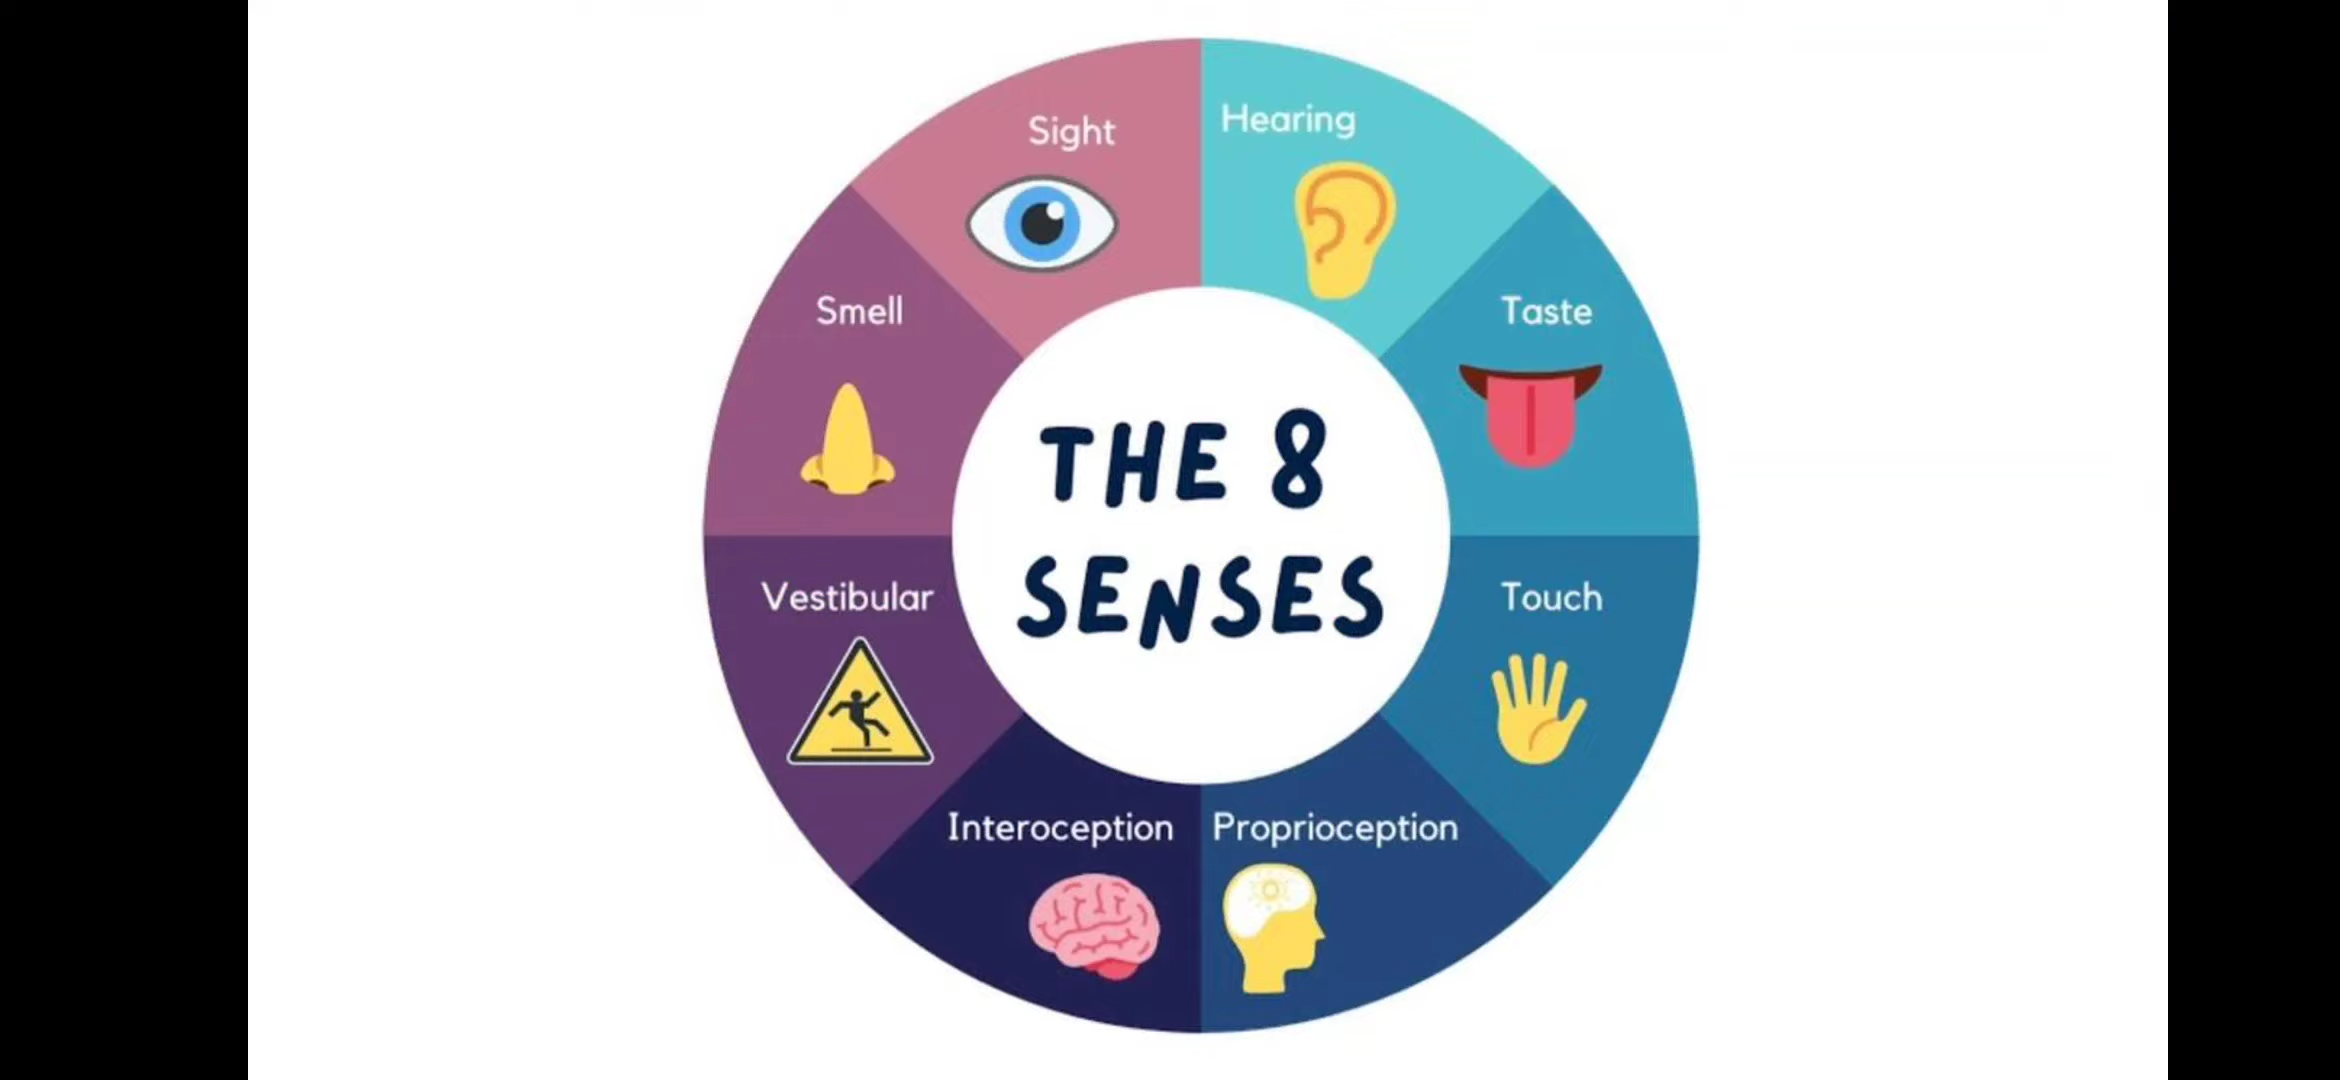 Sight
Hearing
Smell
Taste
THE 8
SENSES
Vestibular
Touch
Interoception
Proprioception